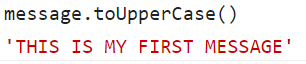 message.toUpperCase()
'THIS IS MY FIRST MESSAGE'